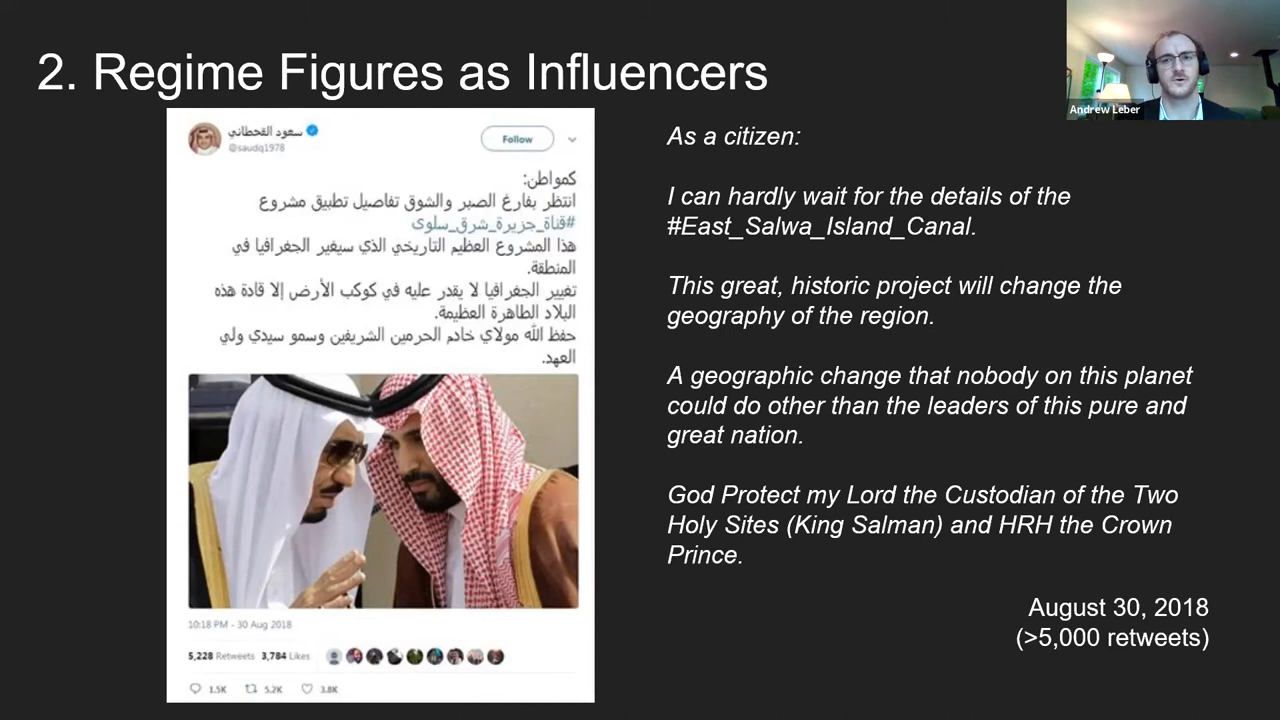 2. Regime Figures as Influencers
Andrew Leber
سعود القحطاني
@saudq1978
Follow
كمواطن:
انتظر بفارغ الصبر والشوق تفاصيل تطبيق مشروع
#قناة_جزيرة_شرق_سلوى
هذا المشروع العظيم التاريخي الذي سيغير الجغرافيا في
المنطقة.
تغيير الجغرافيا لا يقدر عليه في كوكب الأرض إلا قادة هذه
البلاد الطاهرة العظيمة.
حفظ الله مولاي خادم الحرمين الشريفين وسمو سيدي ولي
العهد.
10:18 PM - 30 Aug 2018
5,228 Retweets 3,784 Likes
1.5K 5.2K 3.8K
As a citizen:
I can hardly wait for the details of the
#East_Salwa_Island_Canal.
This great, historic project will change the
geography of the region.
A geographic change that nobody on this planet
could do other than the leaders of this pure and
great nation.
God Protect my Lord the Custodian of the Two
Holy Sites (King Salman) and HRH the Crown
Prince.
August 30, 2018
(>5,000 retweets)